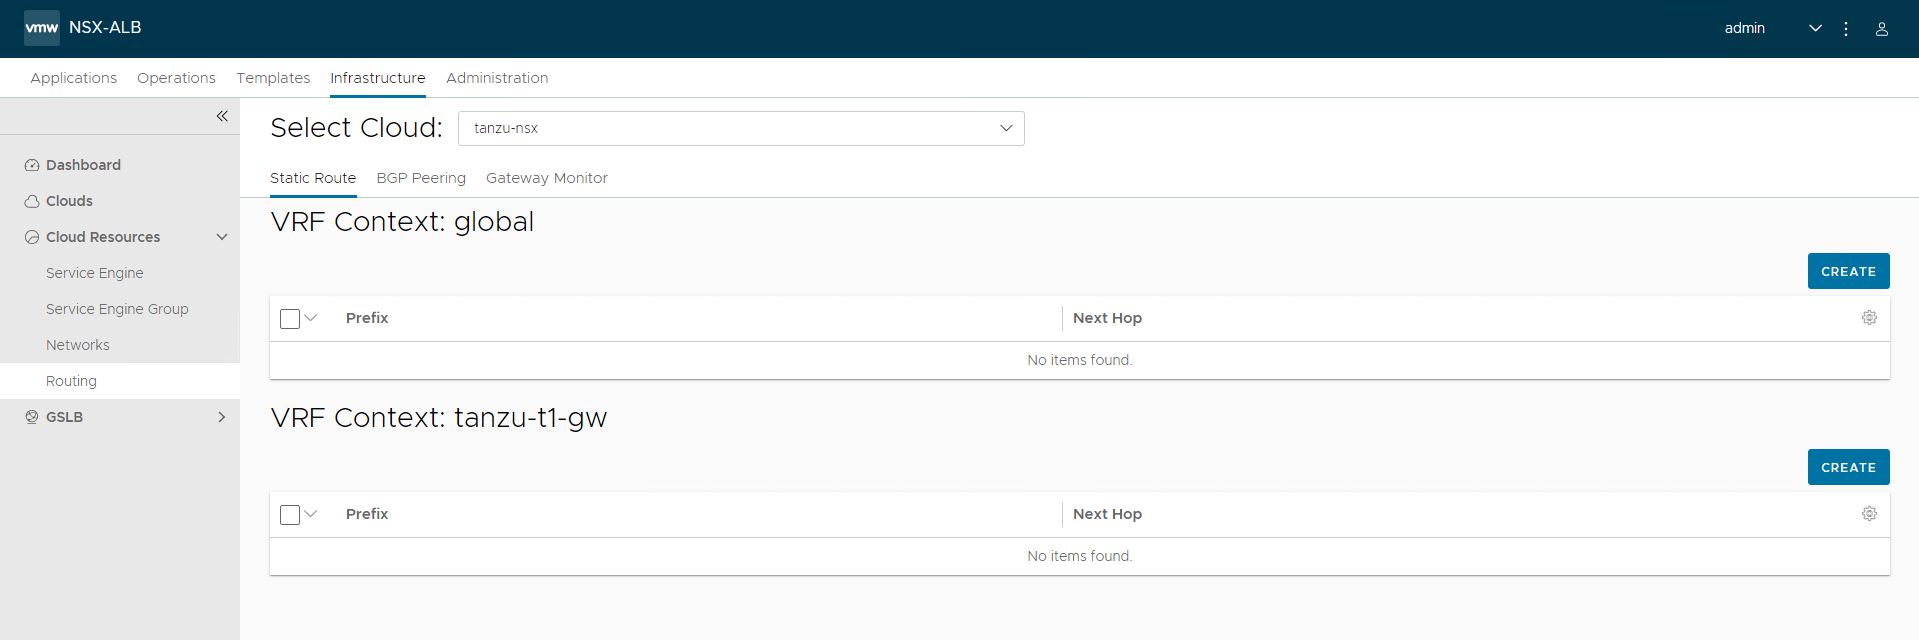 vmw NSX-ALB admin
Applications Operations Templates Infrastructure Administration
Select Cloud: tanzu-nsx
Dashboard
Clouds
Cloud Resources
Service Engine
Service Engine Group
Networks
Routing
GSLB
Static Route BGP Peering Gateway Monitor
VRF Context: global
CREATE
Prefix Next Hop
No items found.
VRF Context: tanzu-t1-gw
CREATE
Prefix Next Hop
No items found.